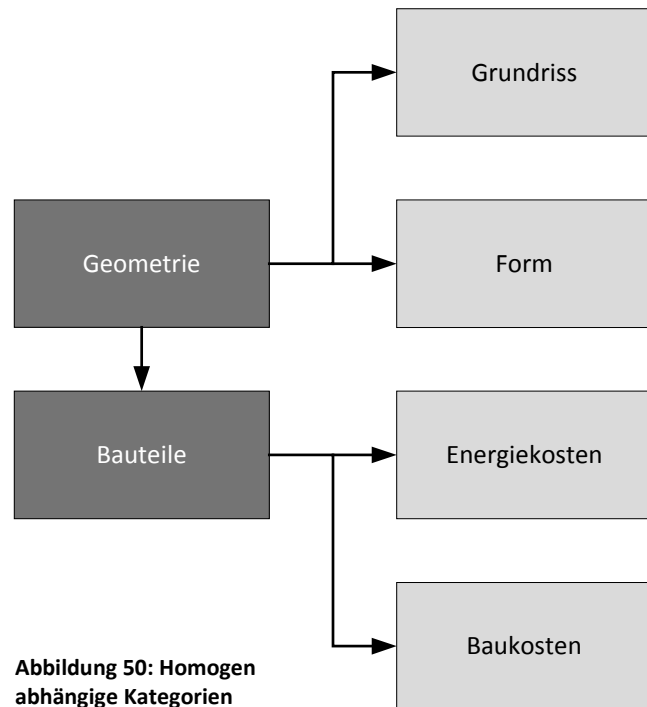 Grundriss
Geometrie
Form
Bauteile
Energiekosten
Baukosten
Abbildung 50: Homogen
abhängige Kategorien